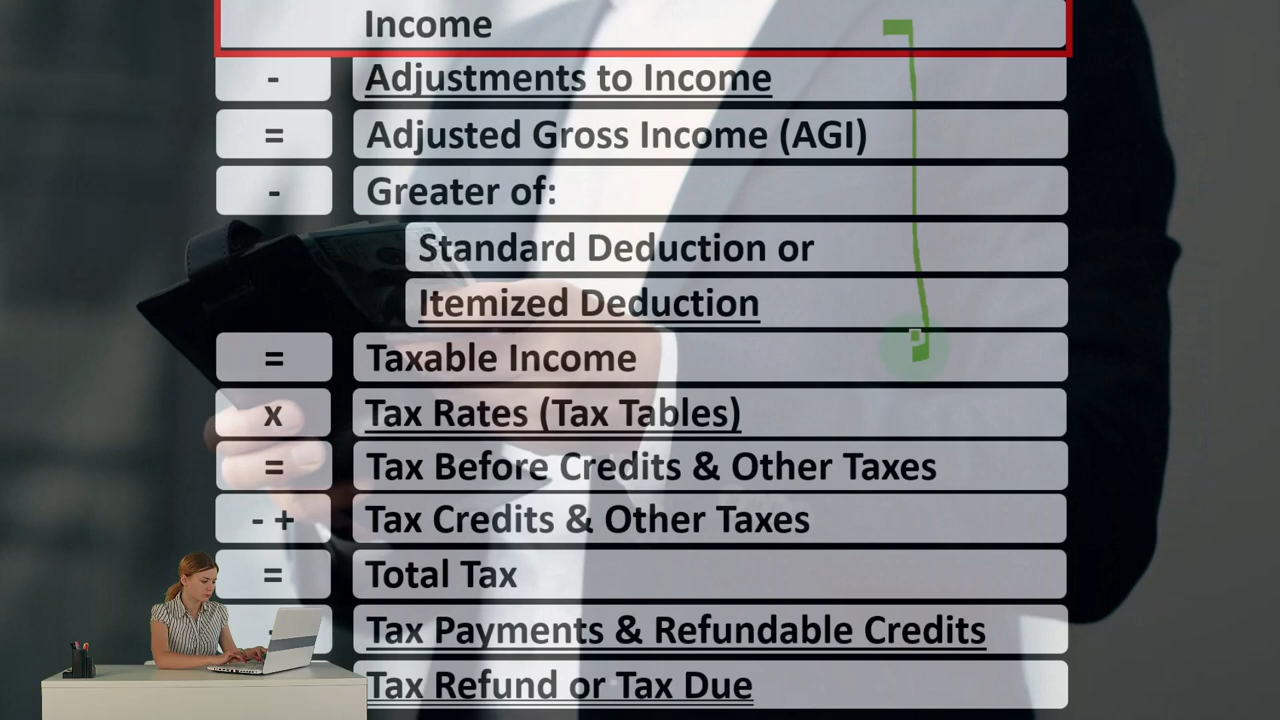 Income
- Adjustments to Income
= Adjusted Gross Income (AGI)
- Greater of:
Standard Deduction or
Itemized Deduction
= Taxable Income
x Tax Rates (Tax Tables)
= Tax Before Credits & Other Taxes
- + Tax Credits & Other Taxes
= Total Tax
Tax Payments & Refundable Credits
Tax Refund or Tax Due